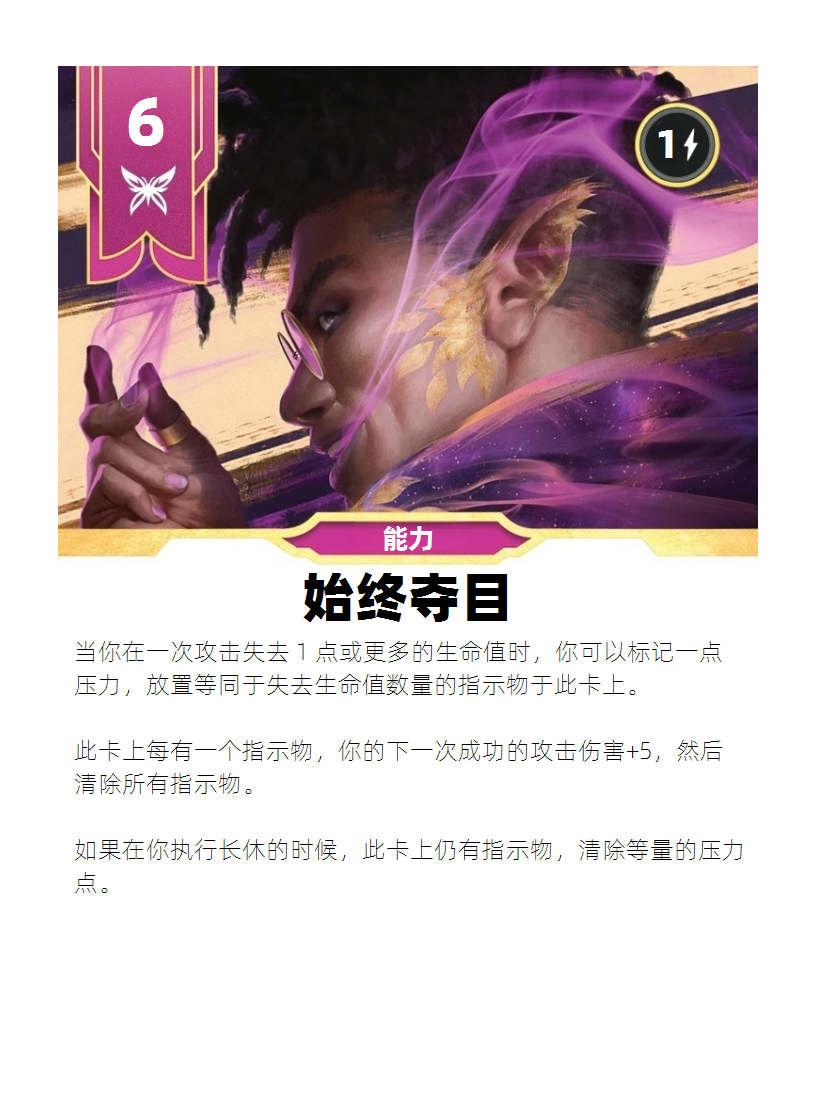 6
1
能力
始终夺目
当你在一次攻击失去 1 点或更多的生命值时，你可以标记一点
压力，放置等同于失去生命值数量的指示物于此卡上。
此卡上每有一个指示物，你的下一次成功的攻击伤害+5，然后
清除所有指示物。
如果在你执行长休的时候，此卡上仍有指示物，清除等量的压力
点。